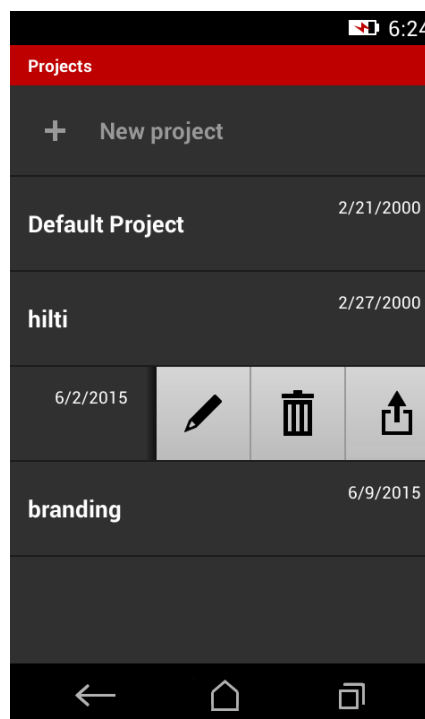 6:24
Projects
+ New project
2/21/2000
Default Project
2/27/2000
hilti
6/2/2015
6/9/2015
branding